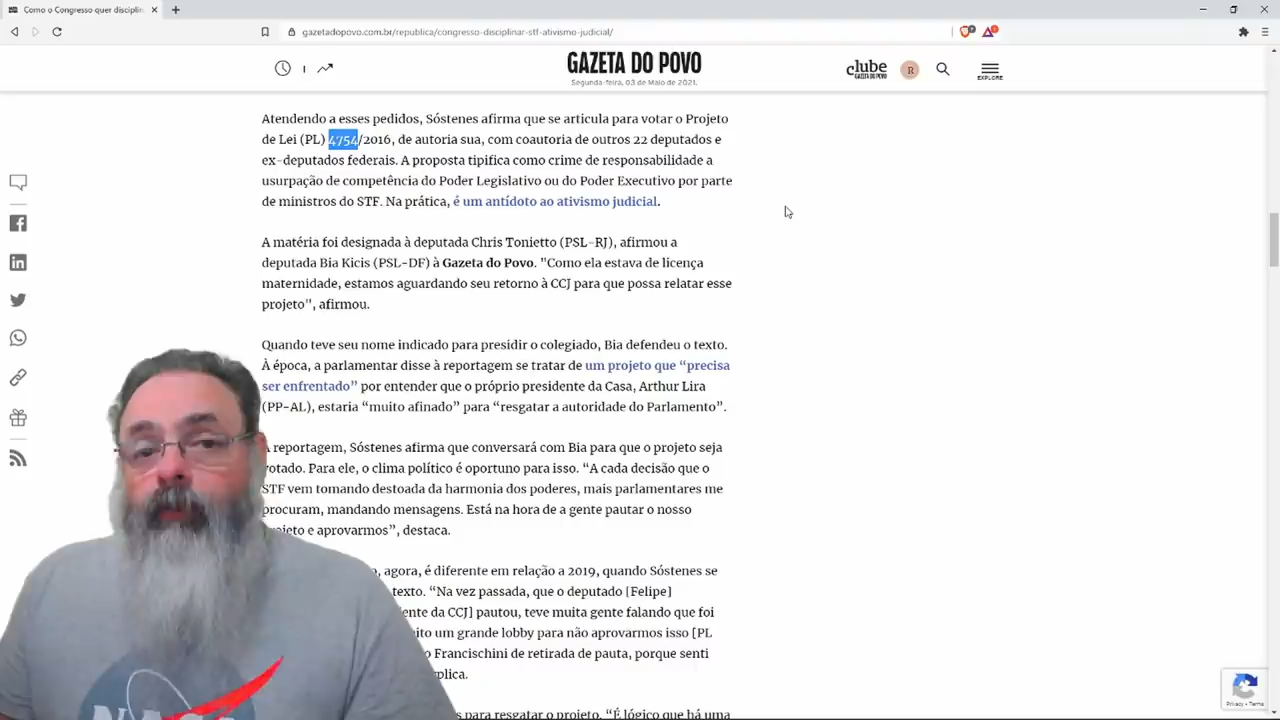 Como o Congresso quer disciplin
gazetadopovo.com.br/republica/congresso-disciplinar-stf-ativismo-judicial/
GAZETA DO POVO
Segunda-feira, 03 de Maio de 2021.
clube
GAZETA DO POVO
R
EXPLORE
Atendendo a esses pedidos, Sóstenes afirma que se articula para votar o Projeto
de Lei (PL) 4754/2016, de autoria sua, com coautoria de outros 22 deputados e
ex-deputados federais. A proposta tipifica como crime de responsabilidade a
usurpação de competência do Poder Legislativo ou do Poder Executivo por parte
de ministros do STF. Na prática, é um antídoto ao ativismo judicial.
A matéria foi designada à deputada Chris Tonietto (PSL-RJ), afirmou a
deputada Bia Kicis (PSL-DF) à Gazeta do Povo. "Como ela estava de licença
maternidade, estamos aguardando seu retorno à CCJ para que possa relatar esse
projeto", afirmou.
Quando teve seu nome indicado para presidir o colegiado, Bia defendeu o texto.
À época, a parlamentar disse à reportagem se tratar de um projeto que “precisa
ser enfrentado” por entender que o próprio presidente da Casa, Arthur Lira
(PP-AL), estaria “muito afinado” para “resgatar a autoridade do Parlamento”.
reportagem, Sóstenes afirma que conversará com Bia para que o projeto seja
votado. Para ele, o clima político é oportuno para isso. “A cada decisão que o
STF vem tomando destoada da harmonia dos poderes, mais parlamentares me
procuram, mandando mensagens. Está na hora de a gente pautar o nosso
projeto e aprovarmos”, destaca.
o, agora, é diferente em relação a 2019, quando Sóstenes se
texto. “Na vez passada, que o deputado [Felipe]
ente da CCJ] pautou, teve muita gente falando que foi
ito um grande lobby para não aprovarmos isso [PL
o Francischini de retirada de pauta, porque senti
plica.
s para resgatar o projeto. “É lógico que há uma
Privacy - Terms